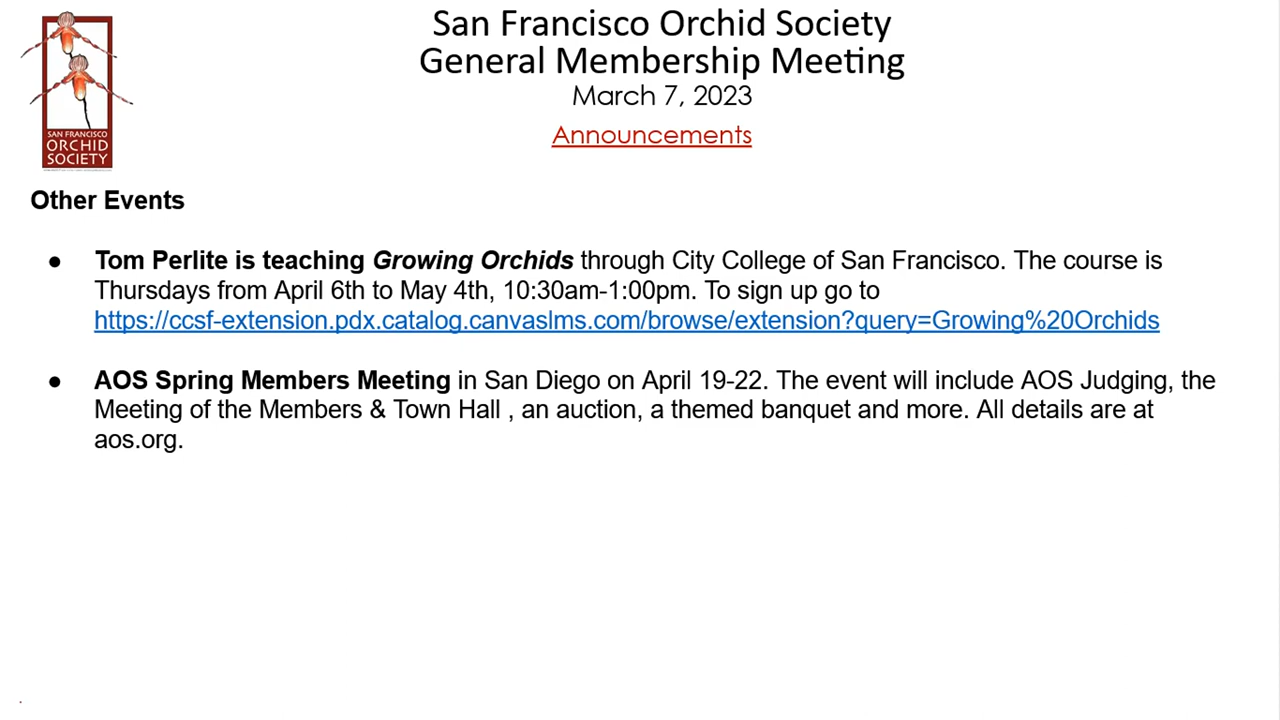 San Francisco Orchid Society
General Membership Meeting
March 7, 2023
Announcements
SAN FRANCISCO
ORCHID
SOCIETY
Other Events
● Tom Perlite is teaching Growing Orchids through City College of San Francisco. The course is
Thursdays from April 6th to May 4th, 10:30am-1:00pm. To sign up go to
https://ccsf-extension.pdx.catalog.canvaslms.com/browse/extension?query=Growing%20Orchids
● AOS Spring Members Meeting in San Diego on April 19-22. The event will include AOS Judging, the
Meeting of the Members & Town Hall , an auction, a themed banquet and more. All details are at
aos.org.